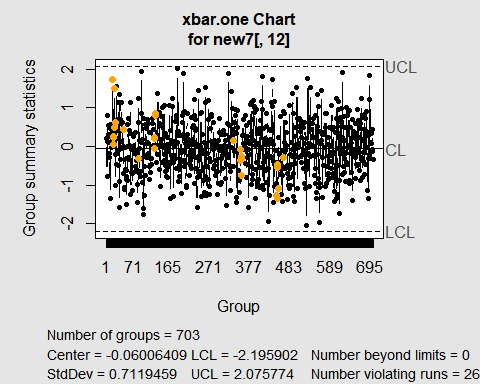 xbar.one Chart
for new7[, 12]
Group summary statistics
2
1
0
-1
-2
UCL
CL
LCL
1 71 165 271 377 483 589 695
Group
Number of groups = 703
Center = -0.06006409 LCL = -2.195902 Number beyond limits = 0
StdDev = 0.7119459 UCL = 2.075774 Number violating runs = 26